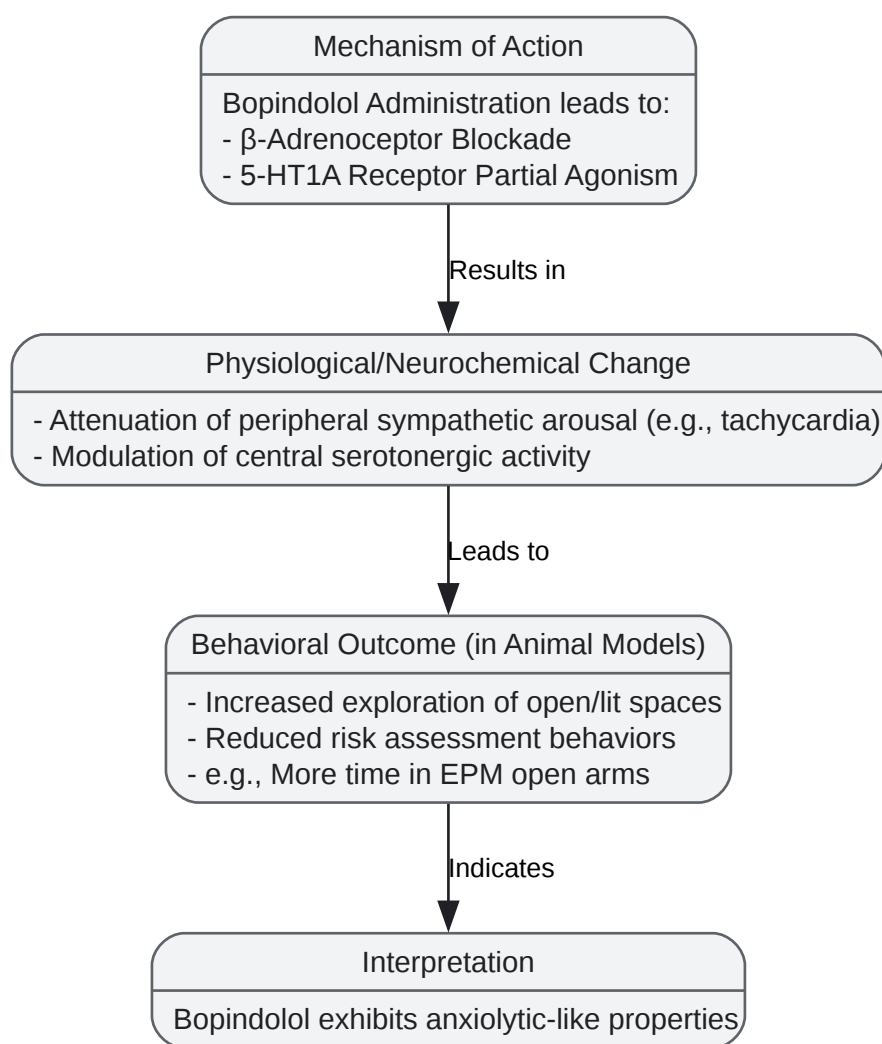 Mechanism of Action
Bopindolol Administration leads to:
- β-Adrenoceptor Blockade
- 5-HT1A Receptor Partial Agonism
Results in
Physiological/Neurochemical Change
- Attenuation of peripheral sympathetic arousal (e.g., tachycardia)
- Modulation of central serotonergic activity
Leads to
Behavioral Outcome (in Animal Models)
- Increased exploration of open/lit spaces
- Reduced risk assessment behaviors
- e.g., More time in EPM open arms
Indicates
Interpretation
Bopindolol exhibits anxiolytic-like properties